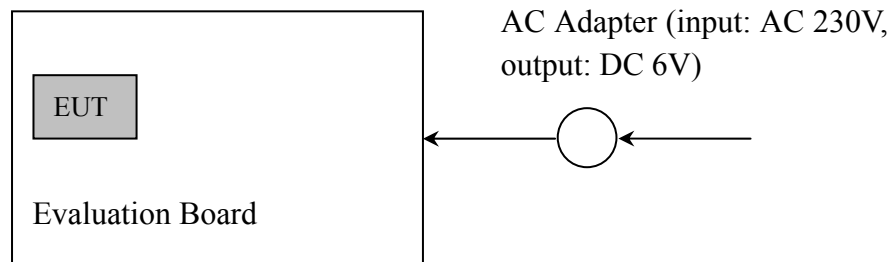 AC Adapter (input: AC 230V,
output: DC 6V)
EUT
Evaluation Board